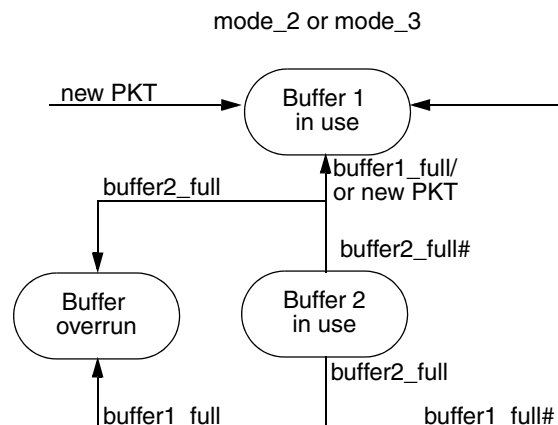 mode_2 or mode_3
new PKT
Buffer 1
in use
buffer1_full/
or new PKT
buffer2_full
buffer2_full#
Buffer
overrun
Buffer 2
in use
buffer2_full
buffer1_full
buffer1_full#